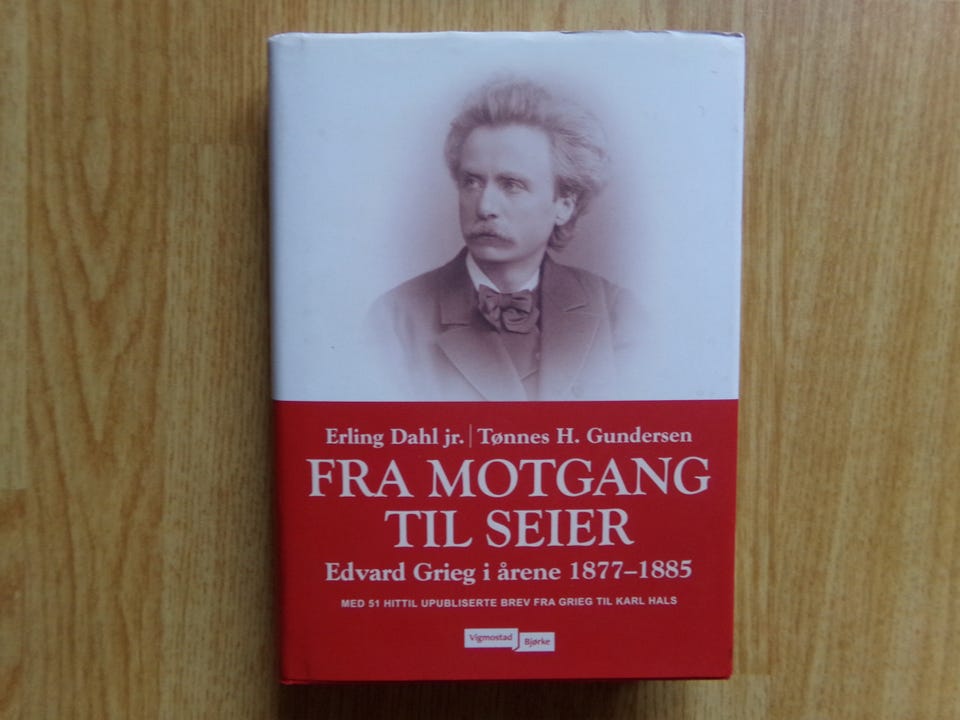 Erling Dahl jr. | Tønnes H. Gundersen
FRA MOTGANG
TIL SEIER
Edvard Grieg i årene 1877–1885
MED 51 HITTIL UPUBLISERTE BREV FRA GRIEG TIL KARL HALS
Vigmostad Bjørke